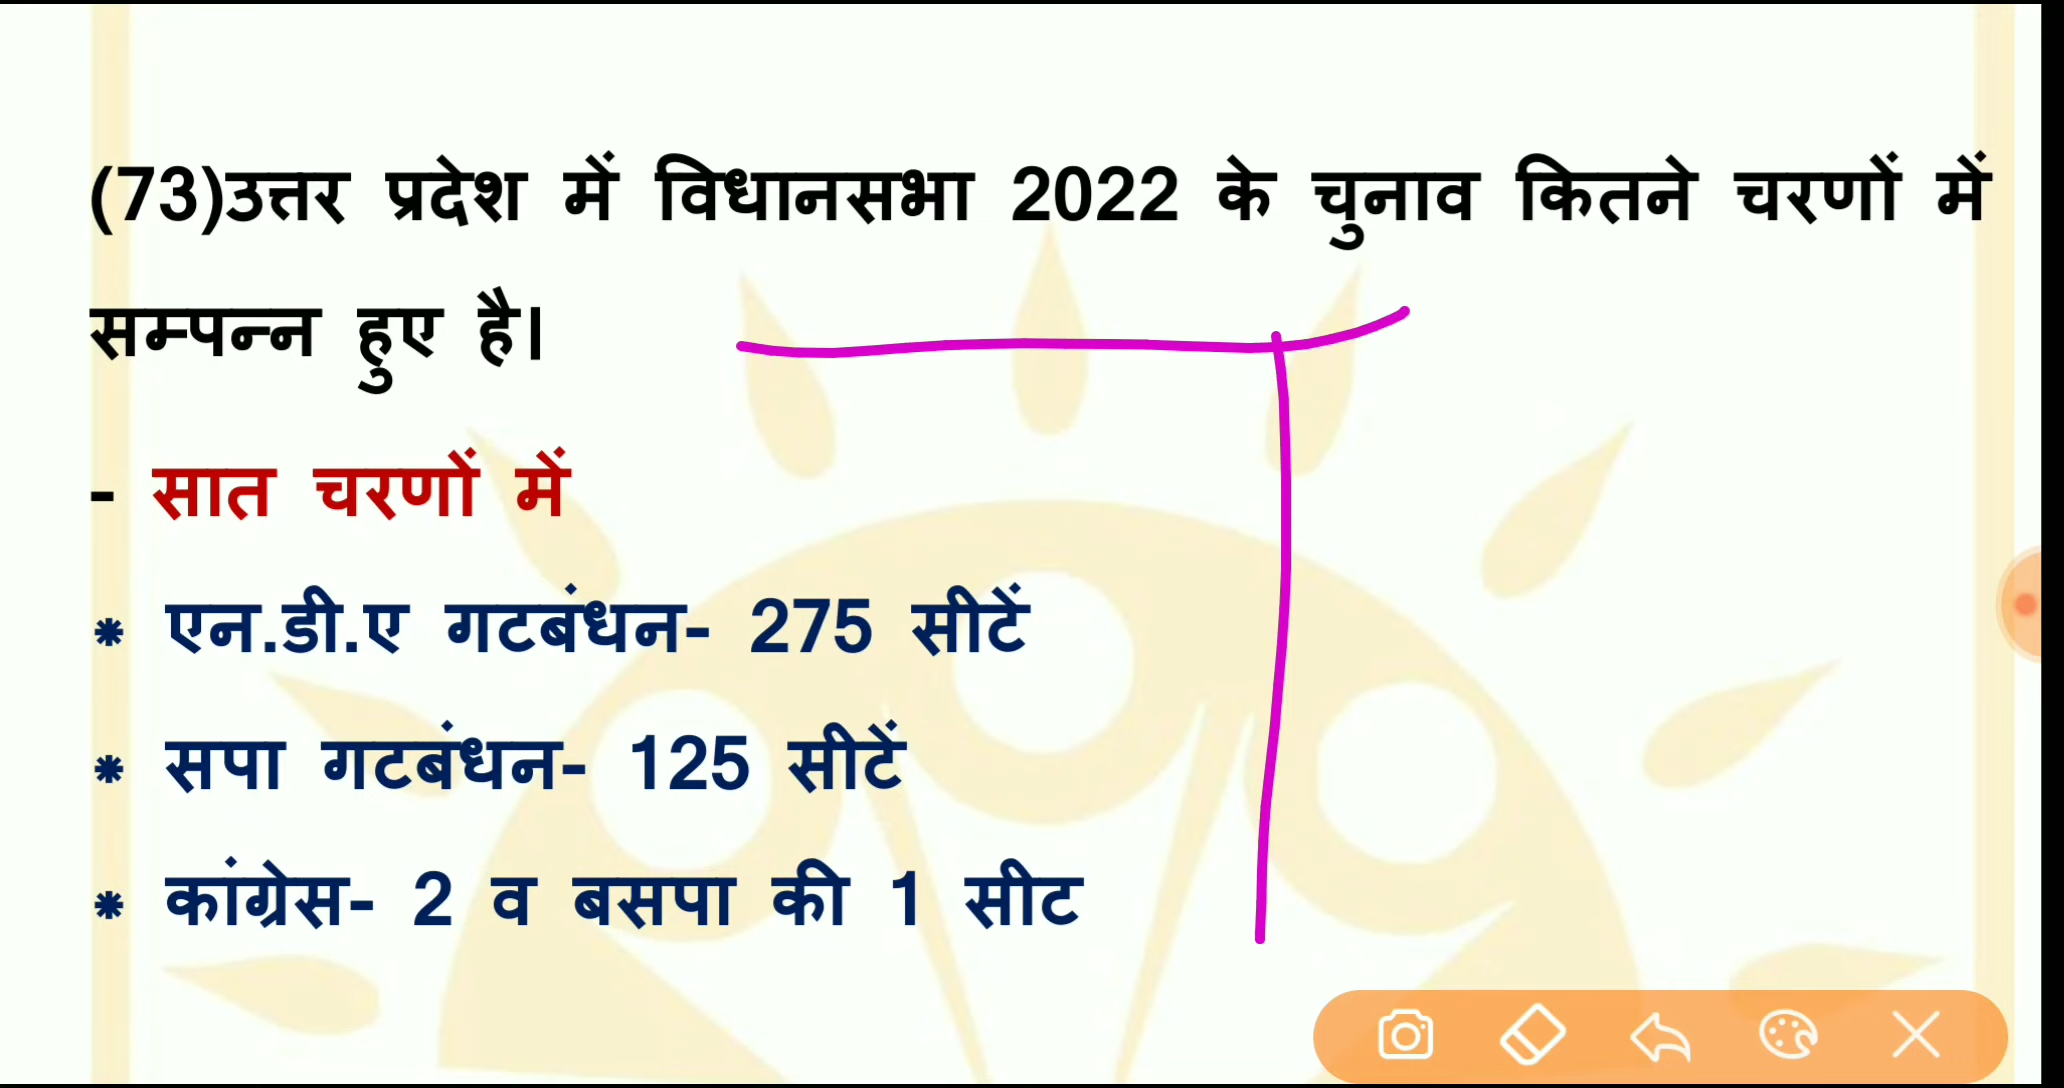 (73)उत्तर प्रदेश में विधानसभा 2022 के चुनाव कितने चरणों में
सम्पन्न हुए है।
- सात चरणों में
* एन.डी.ए गटबंधन- 275 सीटें
* सपा गटबंधन- 125 सीटें
* कांग्रेस- 2 व बसपा की 1 सीट